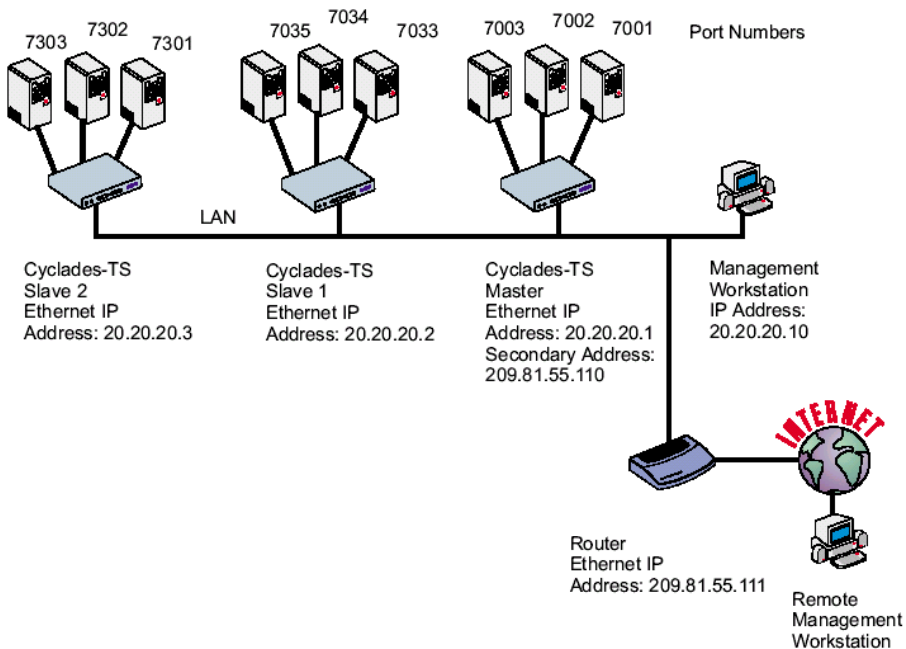 7303
7302
7301
7035
7034
7033
7003
7002
7001
Port Numbers
LAN
Cyclades-TS
Slave 2
Ethernet IP
Address: 20.20.20.3
Cyclades-TS
Slave 1
Ethernet IP
Address: 20.20.20.2
Cyclades-TS
Master
Ethernet IP
Address: 20.20.20.1
Secondary Address:
209.81.55.110
Management
Workstation
IP Address:
20.20.20.10
INTERNET
Router
Ethernet IP
Address: 209.81.55.111
Remote
Management
Workstation